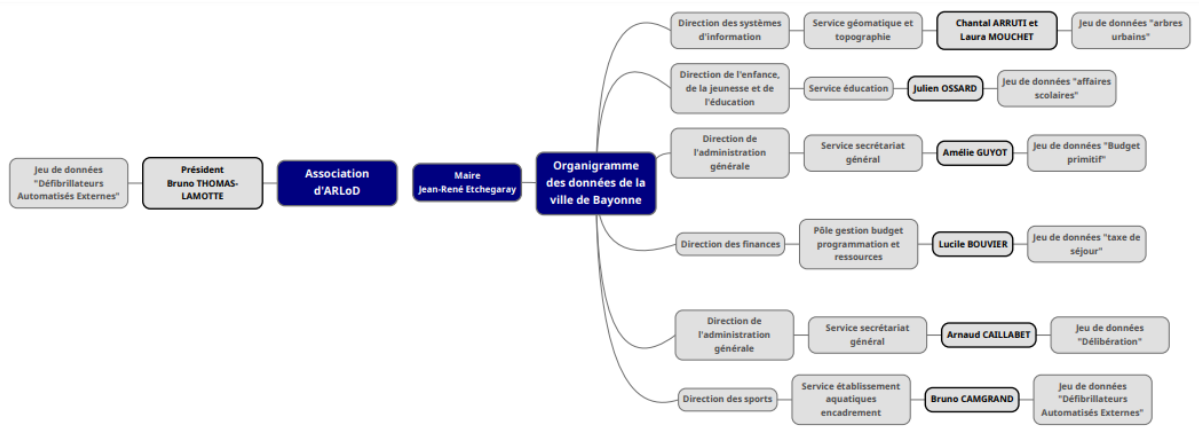 Jeu de données
"Défibrillateurs
Automatisés Externes"
Président
Bruno THOMAS-
LAMOTTE
Association
d'ARLoD
Maire
Jean-René Etchegaray
Organigramme
des données de la
ville de Bayonne
Direction des systèmes
d'information
Service géomatique et
topographie
Chantal ARRUTI et
Laura MOUCHET
Jeu de données "arbres
urbains"
Direction de l'enfance,
de la jeunesse et de
l'éducation
Service éducation
Julien OSSARD
Jeu de données "affaires
scolaires"
Direction de
l'administration
générale
Service secrétariat
général
Amélie GUYOT
Jeu de données "Budget
primitif"
Direction des finances
Pôle gestion budget
programmation et
ressources
Lucile BOUVIER
Jeu de données "taxe de
séjour"
Direction de
l'administration
générale
Service secrétariat
général
Arnaud CAILLABET
Jeu de données
"Délibération"
Direction des sports
Service établissement
aquatiques
encadrement
Bruno CAMGRAND
Jeu de données
"Défibrillateurs
Automatisés Externes"